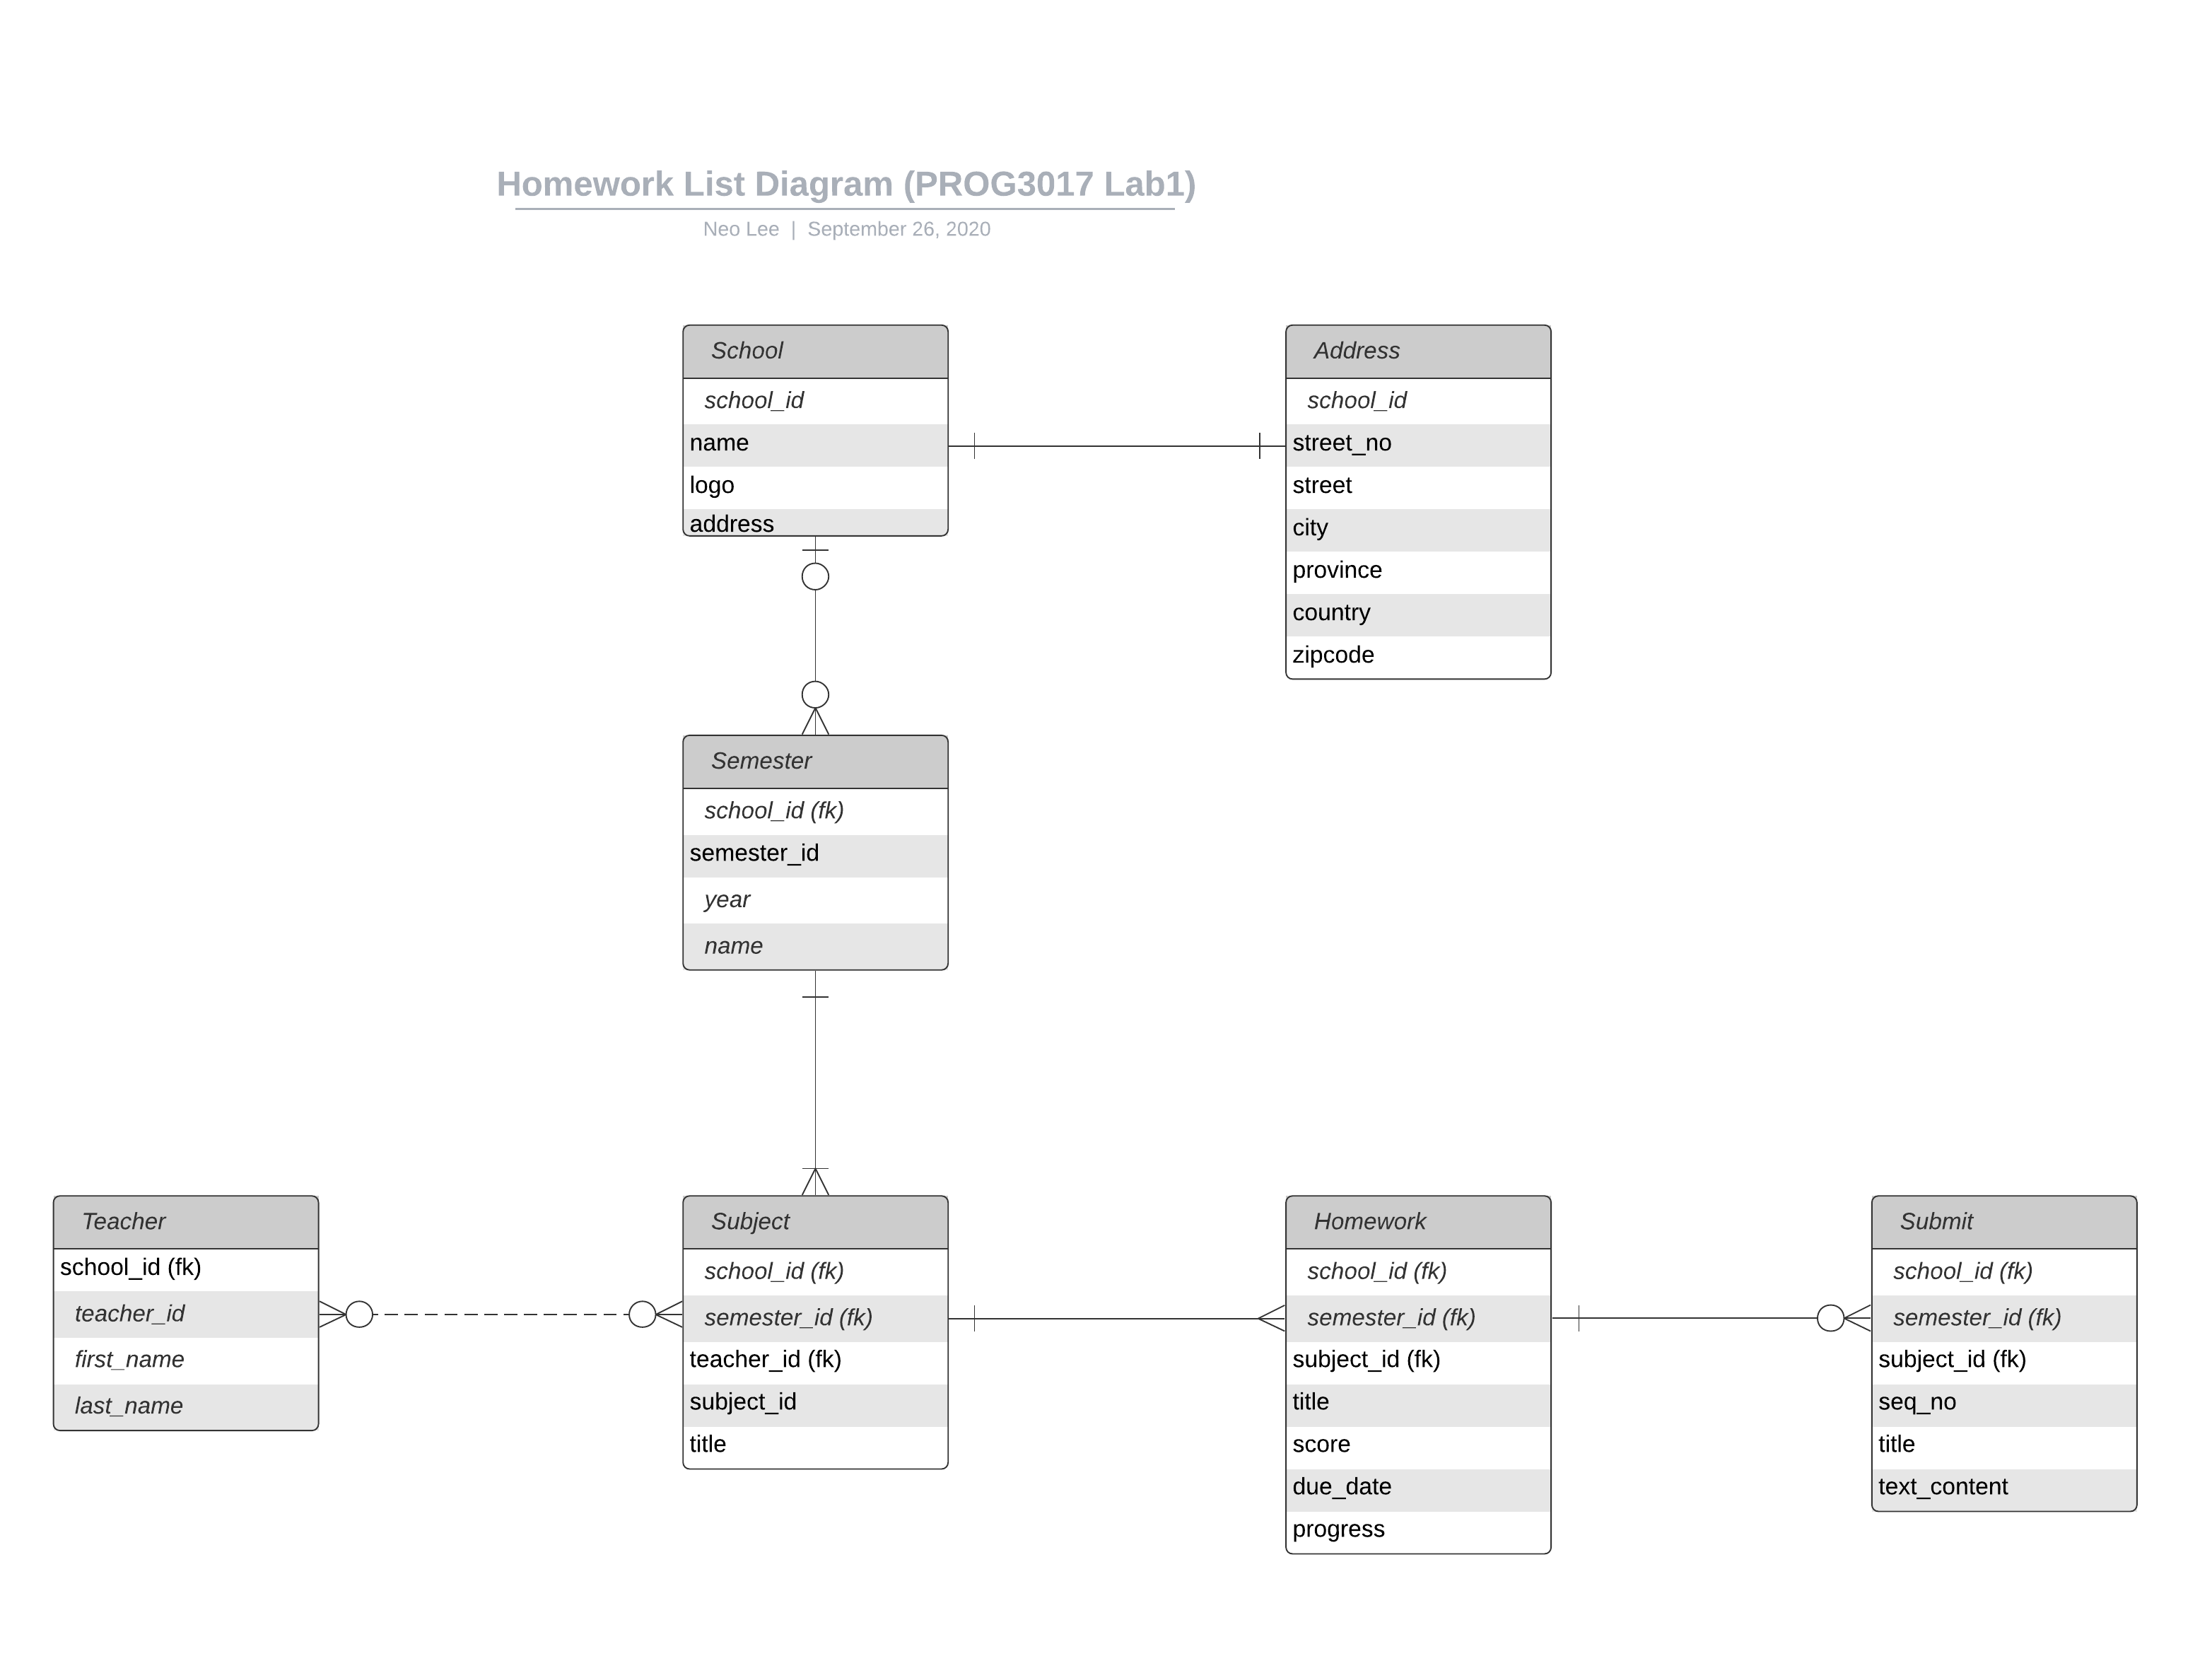 Homework List Diagram (PROG3017 Lab1)
Neo Lee | September 26, 2020
School
school_id
name
logo
address
Address
school_id
street_no
street
city
province
country
zipcode
Semester
school_id (fk)
semester_id
year
name
Teacher
school_id (fk)
teacher_id
first_name
last_name
Subject
school_id (fk)
semester_id (fk)
teacher_id (fk)
subject_id
title
Homework
school_id (fk)
semester_id (fk)
subject_id (fk)
title
score
due_date
progress
Submit
school_id (fk)
semester_id (fk)
subject_id (fk)
seq_no
title
text_content